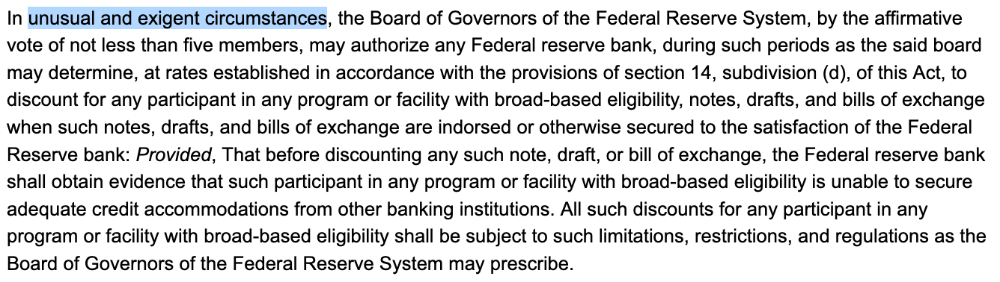 In unusual and exigent circumstances, the Board of Governors of the Federal Reserve System, by the affirmative
vote of not less than five members, may authorize any Federal reserve bank, during such periods as the said board
may determine, at rates established in accordance with the provisions of section 14, subdivision (d), of this Act, to
discount for any participant in any program or facility with broad-based eligibility, notes, drafts, and bills of exchange
when such notes, drafts, and bills of exchange are indorsed or otherwise secured to the satisfaction of the Federal
Reserve bank: Provided, That before discounting any such note, draft, or bill of exchange, the Federal reserve bank
shall obtain evidence that such participant in any program or facility with broad-based eligibility is unable to secure
adequate credit accommodations from other banking institutions. All such discounts for any participant in any
program or facility with broad-based eligibility shall be subject to such limitations, restrictions, and regulations as the
Board of Governors of the Federal Reserve System may prescribe.